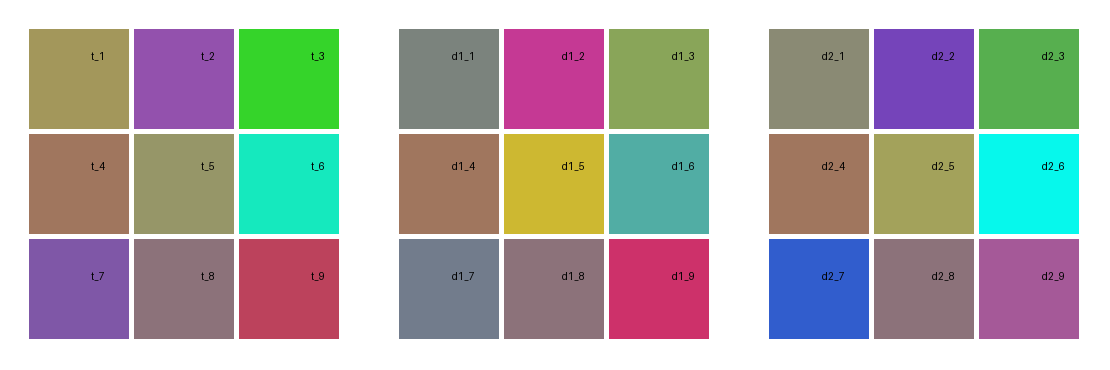 t_1 t_2 t_3 d1_1 d1_2 d1_3 d2_1 d2_2 d2_3
t_4 t_5 t_6 d1_4 d1_5 d1_6 d2_4 d2_5 d2_6
t_7 t_8 t_9 d1_7 d1_8 d1_9 d2_7 d2_8 d2_9